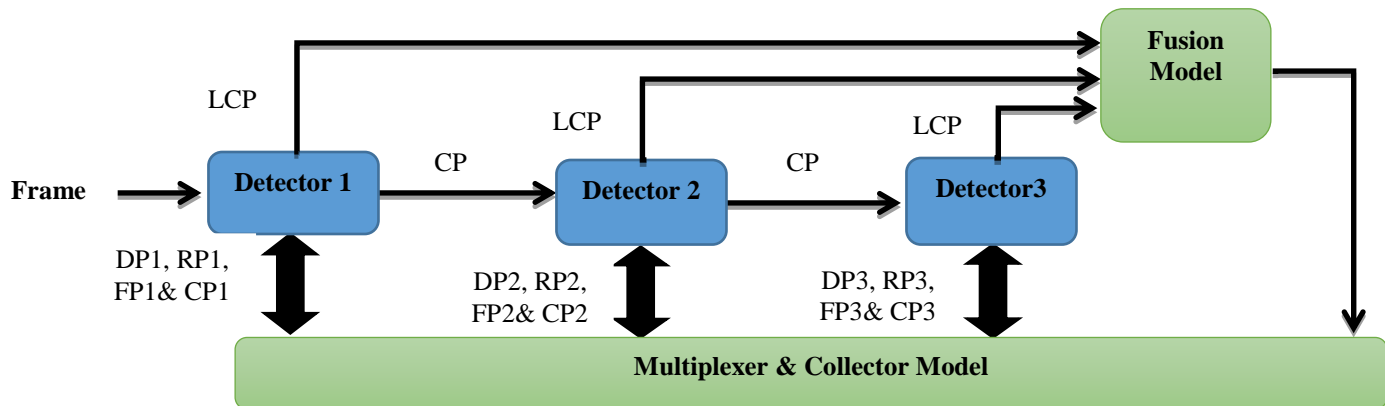 Fusion
Model
LCP
LCP
LCP
CP
CP
Frame
Detector 1
Detector 2
Detector3
DP1, RP1,
FP1& CP1
DP2, RP2,
FP2& CP2
DP3, RP3,
FP3& CP3
Multiplexer & Collector Model